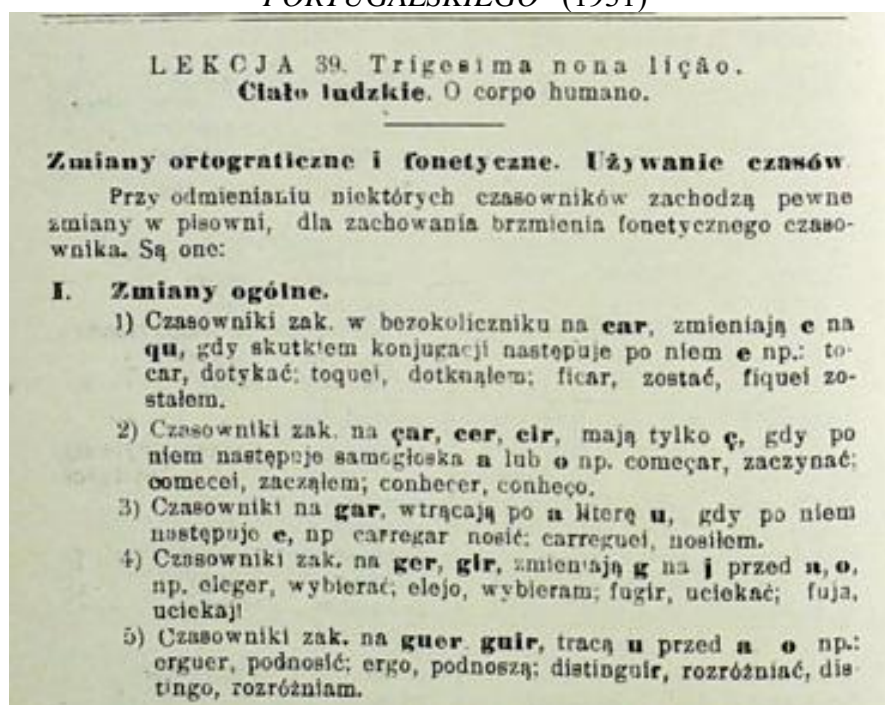 PORTUGALSKIEGO" (1931)
LEKCJA 39. Trigesima nona lição.
Ciało ludzkie. O corpo humano.
Zmiany ortograficzne i fonetyczne. Używanie czasów
Przy odmienianiu niektórych czasowników zachodzą pewne
zmiany w pisowni, dla zachowania brzmienia fonetycznego czaso-
wnika. Są one:
I. Zmiany ogólne.
1) Czasowniki zak. w bezokoliczniku na car, zmieniają c na
qu, gdy skutkiem konjugacji następuje po niem e np.: to-
car, dotykać; toquei, dotknąłem; ficar, zostać, fiquei zo-
stałem.
2) Czasowniki zak. na çar, cer, cir, mają tylko ç, gdy po
niem następuje samogłoska a lub o np. começar, zaczynać;
comecei, zacząłem; conhecer, conheço.
3) Czasowniki na gar, wtrącają po a literę u, gdy po niem
następuje e, np carregar nosić; carreguei, nosiłem.
4) Czasowniki zak. na ger, gir, zmieniają g na j przed a, o,
np. eleger, wybierać; elejo, wybieram; fugir, uciekać; fuja,
uciekaj!
5) Czasowniki zak. na guer guir, tracą u przed a o np.:
erguer, podnosić; ergo, podnoszą; distinguir, rozróżniać, dis
tingo, rozróżniam.